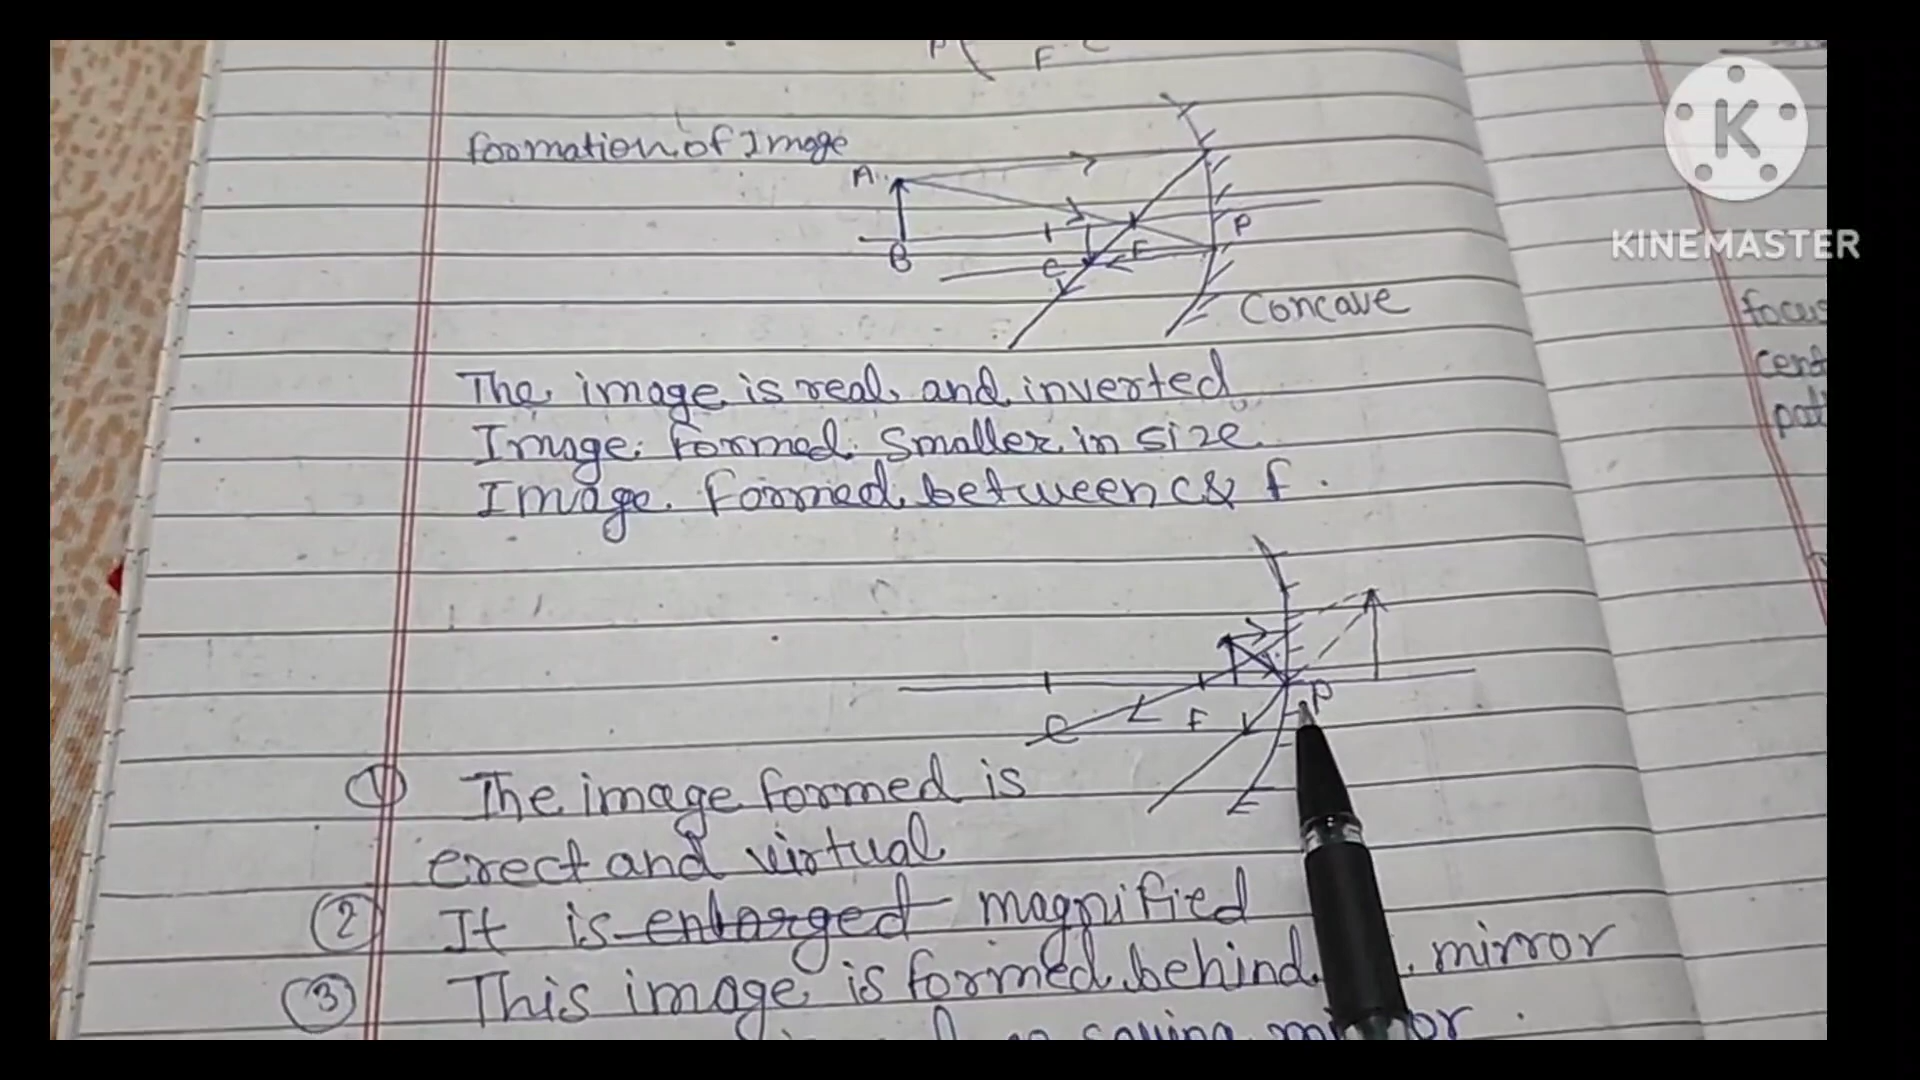 P F C
Formation of Image
A
B
C
F
P
Concave
The image is real and inverted
Image formed smaller in size
Image formed between C & F.
C F P
① The image formed is
erect and virtual
② It is enlarged magnified
③ This image is formed behind mirror
mirror.
K
KINEMASTER
focus